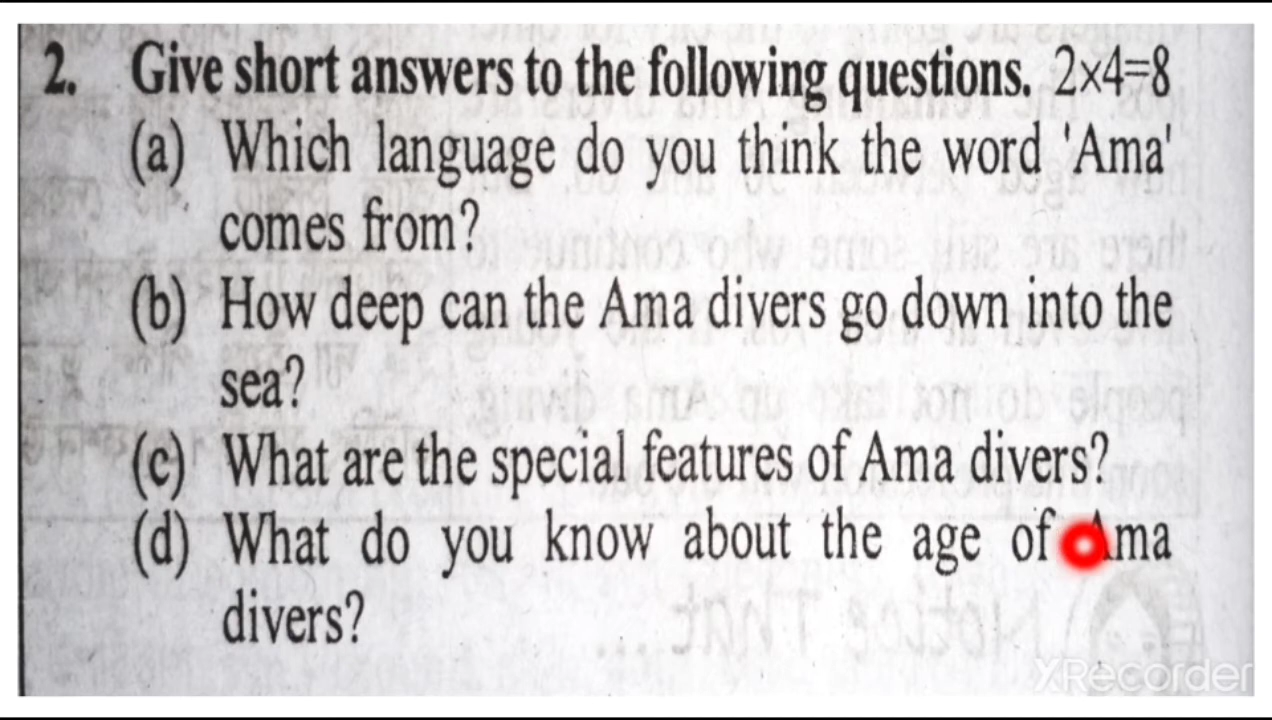 2. Give short answers to the following questions. 2×4=8
(a) Which language do you think the word 'Ama'
comes from?
(b) How deep can the Ama divers go down into the
sea?
(c) What are the special features of Ama divers?
(d) What do you know about the age of Ama
divers?
XRecorder